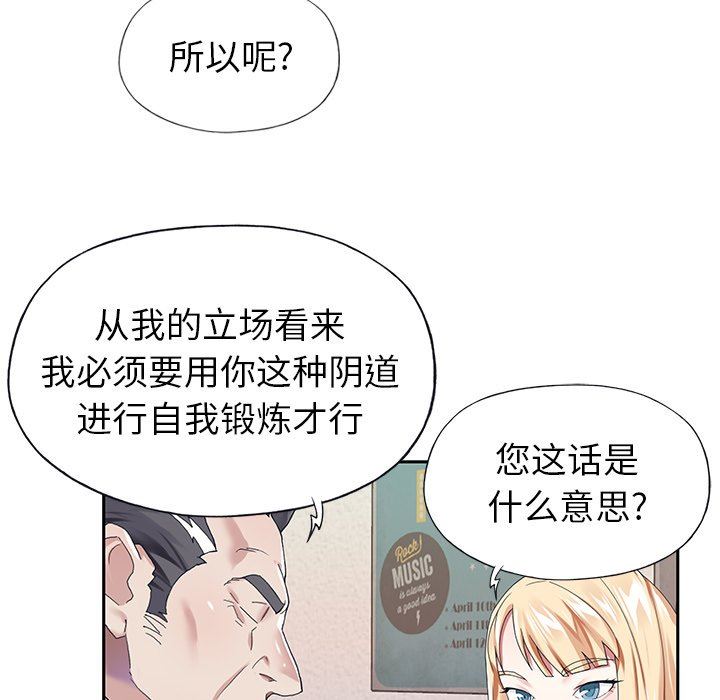 所以呢?
从我的立场看来
我必须要用你这种阴道
进行自我锻炼才行
您这话是
什么意思?
Rock
MUSIC
is always
a good idea
April 10th
April 11t
April 12